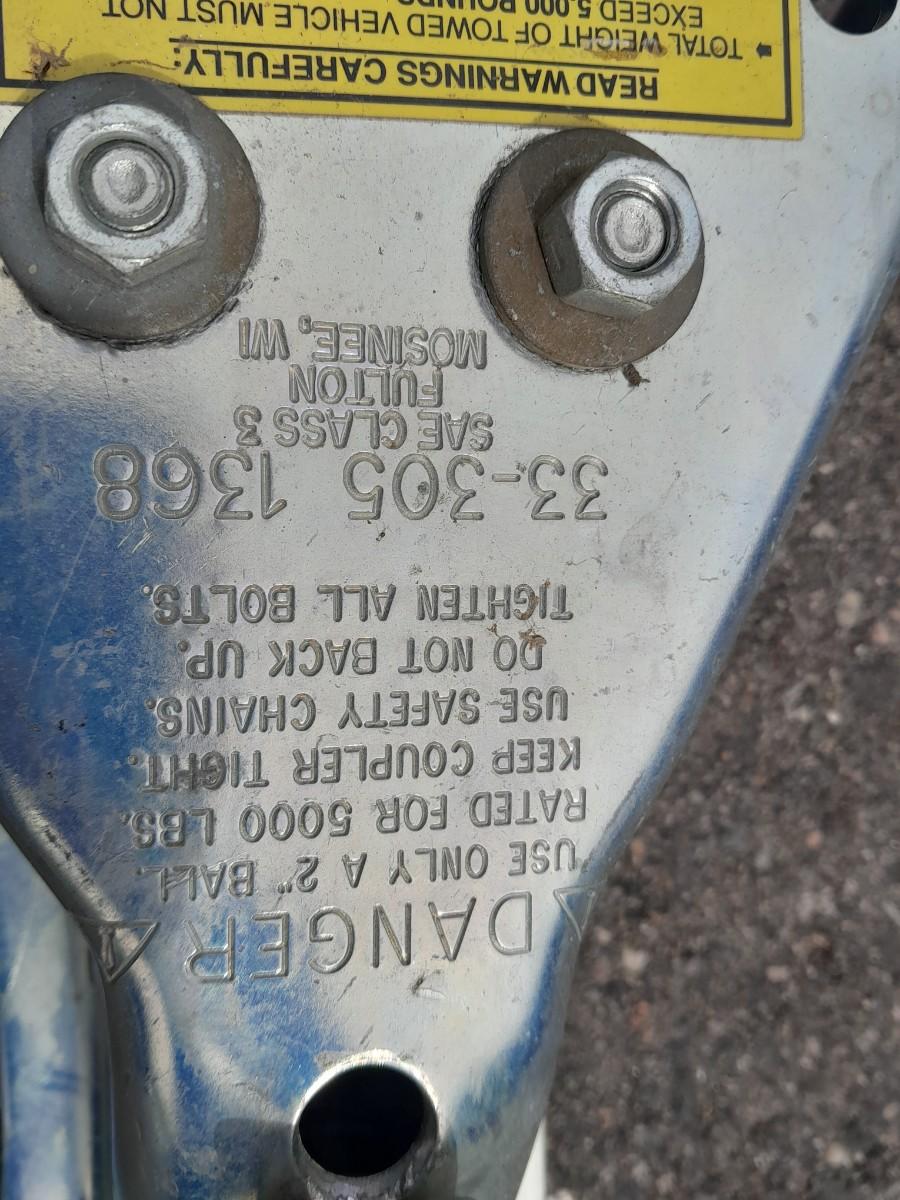 ⚠DANGER⚠
USE ONLY A 2" BALL.
RATED FOR 5000 LBS.
KEEP COUPLER TIGHT.
USE SAFETY CHAINS.
DO NOT BACK UP.
TIGHTEN ALL BOLTS.
33-305 1368
SAE CLASS 3
FULTON
MOSINEE, WI
READ WARNINGS CAREFULLY:
TOTAL WEIGHT OF TOWED VEHICLE MUST NOT
EXCEED 5,000 POUNDS